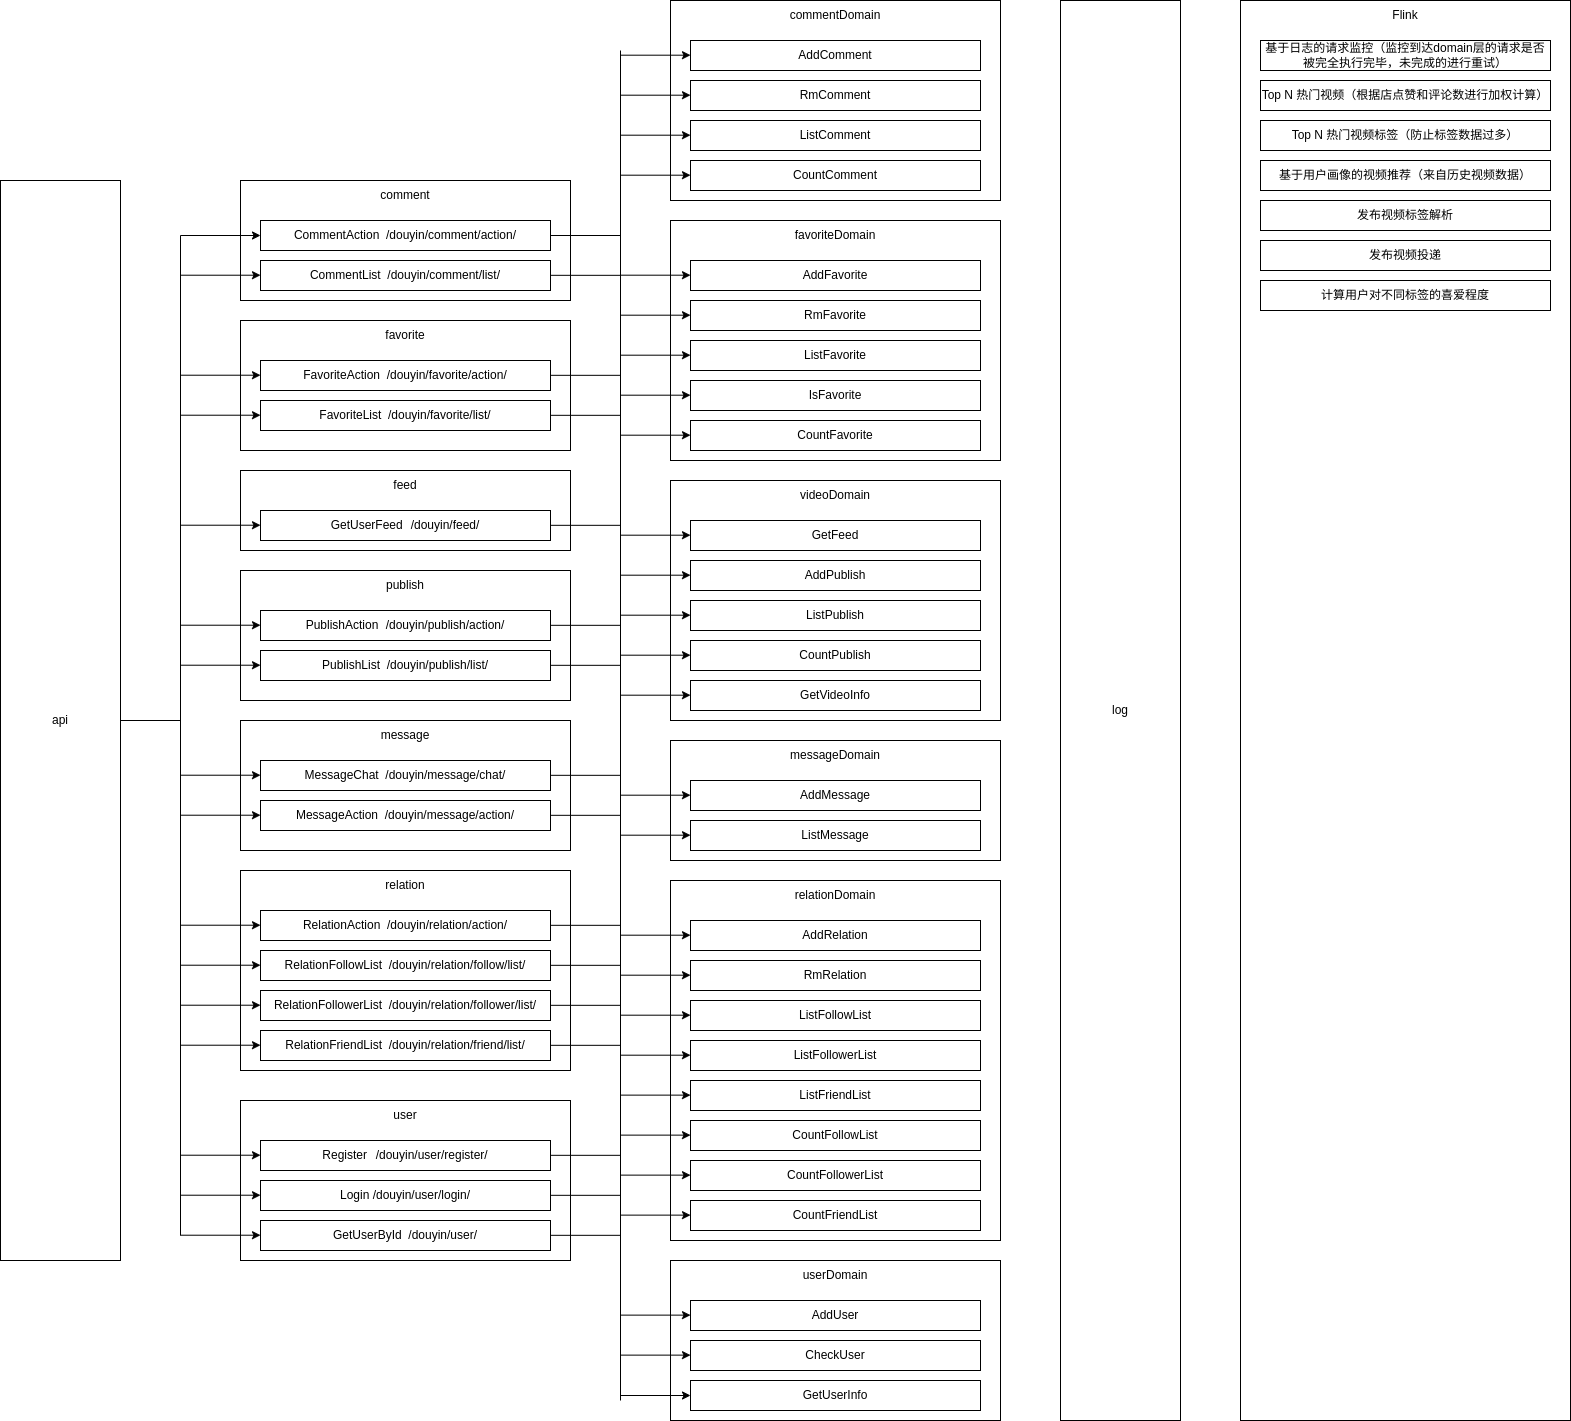 api
comment
CommentAction  /douyin/comment/action/
CommentList  /douyin/comment/list/
favorite
FavoriteAction  /douyin/favorite/action/
FavoriteList  /douyin/favorite/list/
feed
GetUserFeed  /douyin/feed/
publish
PublishAction  /douyin/publish/action/
PublishList  /douyin/publish/list/
message
MessageChat  /douyin/message/chat/
MessageAction  /douyin/message/action/
relation
RelationAction  /douyin/relation/action/
RelationFollowList  /douyin/relation/follow/list/
RelationFollowerList  /douyin/relation/follower/list/
RelationFriendList  /douyin/relation/friend/list/
user
Register  /douyin/user/register/
Login /douyin/user/login/
GetUserById  /douyin/user/
commentDomain
AddComment
RmComment
ListComment
CountComment
favoriteDomain
AddFavorite
RmFavorite
ListFavorite
IsFavorite
CountFavorite
videoDomain
GetFeed
AddPublish
ListPublish
CountPublish
GetVideoInfo
messageDomain
AddMessage
ListMessage
relationDomain
AddRelation
RmRelation
ListFollowList
ListFollowerList
ListFriendList
CountFollowList
CountFollowerList
CountFriendList
userDomain
AddUser
CheckUser
GetUserInfo
log
Flink
基于日志的请求监控（监控到达domain层的请求是否
被完全执行完毕，未完成的进行重试）
Top N 热门视频（根据店点赞和评论数进行加权计算）
Top N 热门视频标签（防止标签数据过多）
基于用户画像的视频推荐（来自历史视频数据）
发布视频标签解析
发布视频投递
计算用户对不同标签的喜爱程度